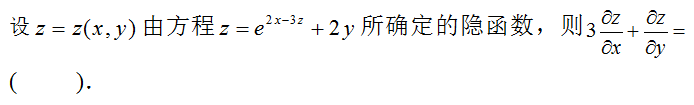 设 z = z(x, y) 由方程 z = e^{2x−3z} + 2y 所确定的隐函数，则 3∂z/∂x + ∂z/∂y =
(  ).